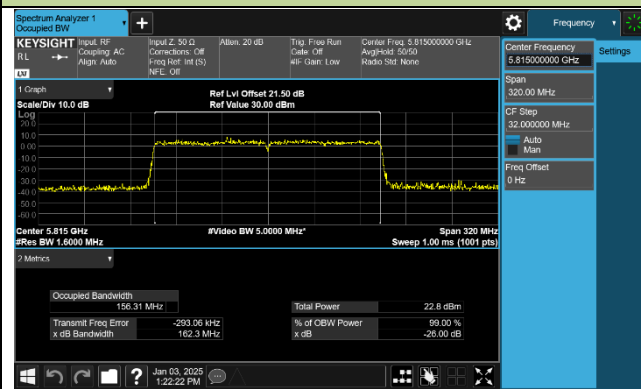 Spectrum Analyzer 1
Occupied BW
Frequency
KEYSIGHT
RL
LXI
Input: RF
Coupling: AC
Align: Auto
Input Z: 50 Ω
Corrections: Off
Freq Ref: Int (S)
NFE: Off
Atten: 20 dB
Trig: Free Run
Gate: Off
#IF Gain: Low
Center Freq: 5.815000000 GHz
Avg|Hold: 50/50
Radio Std: None
Center Frequency
5.815000000 GHz
Settings
Span
320.00 MHz
CF Step
32.000000 MHz
Auto
Man
Freq Offset
0 Hz
1 Graph
Scale/Div 10.0 dB
Ref Lvl Offset 21.50 dB
Ref Value 30.00 dBm
Log
20.0
10.0
0.00
-10.0
-20.0
-30.0
-40.0
-50.0
-60.0
Center 5.815 GHz
#Res BW 1.6000 MHz
#Video BW 5.0000 MHz*
Span 320 MHz
Sweep 1.00 ms (1001 pts)
2 Metrics
Occupied Bandwidth
156.31 MHz
Total Power
22.8 dBm
Transmit Freq Error
-293.06 kHz
% of OBW Power
99.00 %
x dB Bandwidth
162.3 MHz
x dB
-26.00 dB
Jan 03, 2025
1:22:22 PM